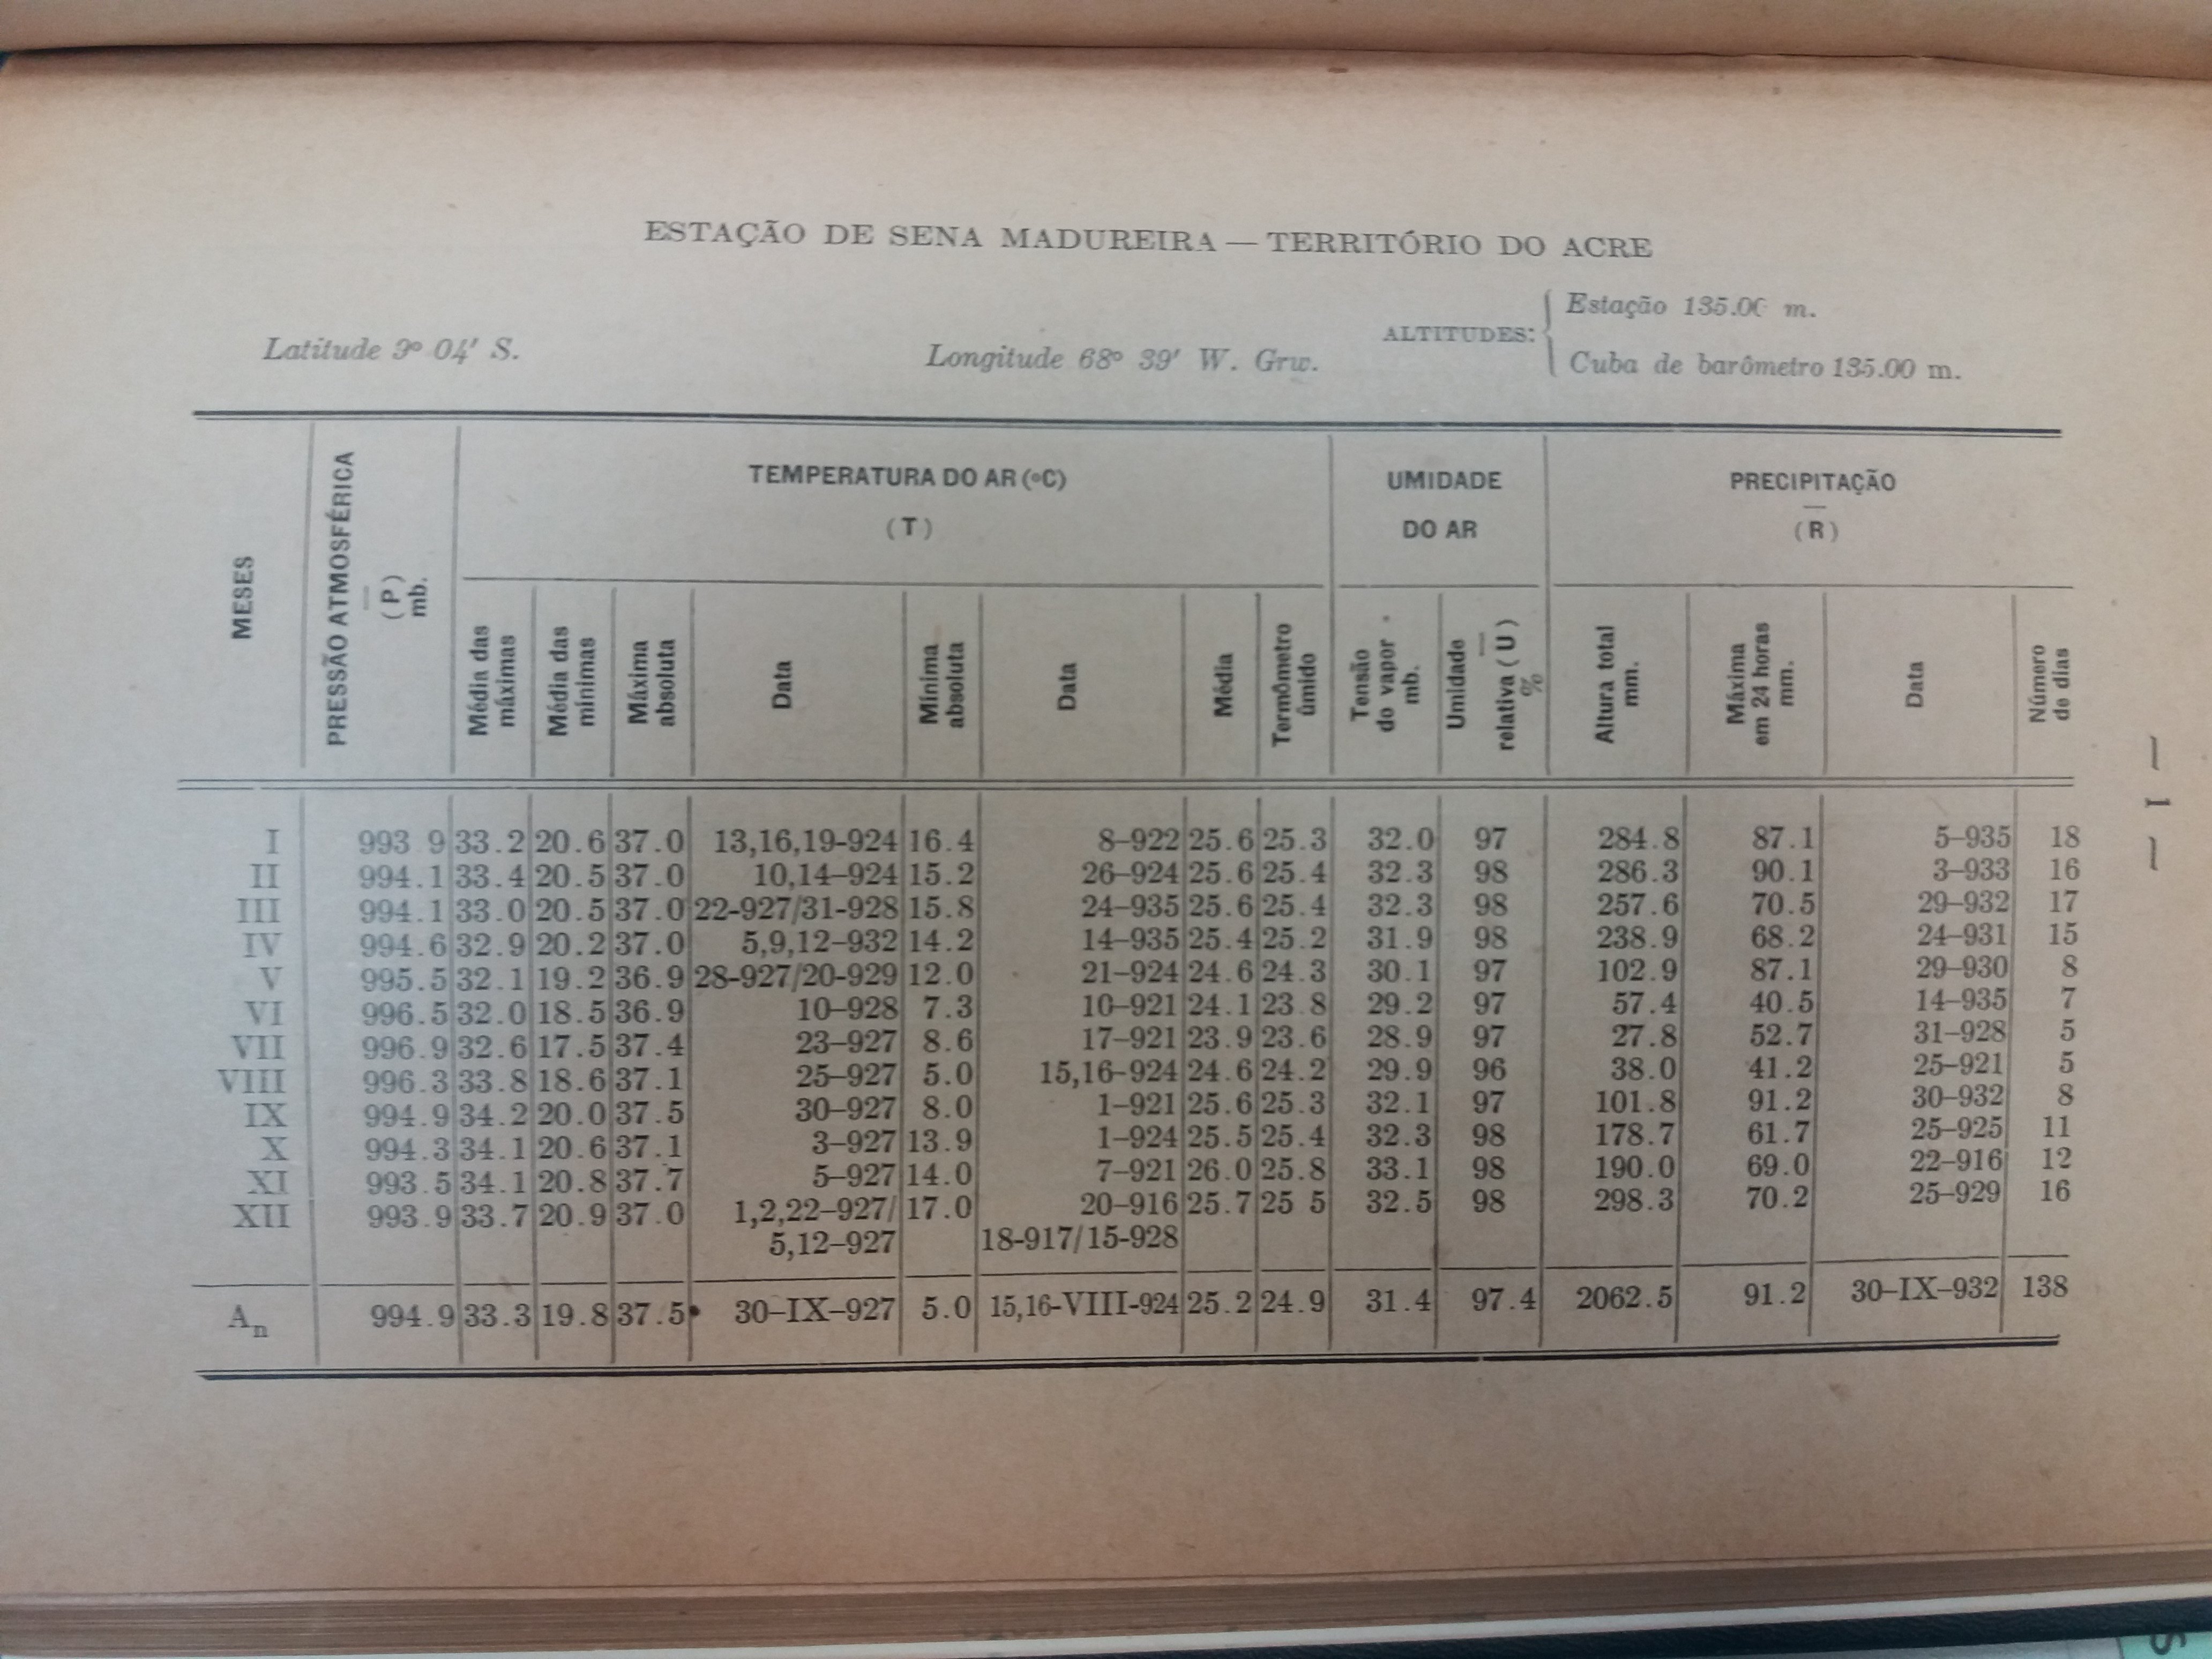 ESTAÇÃO DE SENA MADUREIRA — TERRITÓRIO DO ACRE
Latitude 9º 04′ S.
Longitude 68º 39′ W. Grw.
ALTITUDES:
Estação 135.00 m.
Cuba de barômetro 135.00 m.
MESES
PRESSÃO ATMOSFÉRICA
(P)
mb.
TEMPERATURA DO AR (ºC)
(T)
UMIDADE
DO AR
PRECIPITAÇÃO
(R)
Média das
máximas
Média das
mínimas
Máxima
absoluta
Data
Mínima
absoluta
Data
Média
Termômetro
úmido
Tensão
do vapor
mb.
Umidade
relativa (U)
%
Altura total
mm.
Máxima
em 24 horas
mm.
Data
Número
de dias
I 993 9 33.2 20.6 37.0 13,16,19-924 16.4 8–922 25.6 25.3 32.0 97 284.8 87.1 5–935 18
II 994.1 33.4 20.5 37.0 10,14–924 15.2 26–924 25.6 25.4 32.3 98 286.3 90.1 3–933 16
III 994.1 33.0 20.5 37.0 22-927/31-928 15.8 24–935 25.6 25.4 32.3 98 257.6 70.5 29–932 17
IV 994.6 32.9 20.2 37.0 5,9,12–932 14.2 14–935 25.4 25.2 31.9 98 238.9 68.2 24–931 15
V 995.5 32.1 19.2 36.9 28-927/20-929 12.0 21–924 24.6 24.3 30.1 97 102.9 87.1 29–930 8
VI 996.5 32.0 18.5 36.9 10–928 7.3 10–921 24.1 23.8 29.2 97 57.4 40.5 14–935 7
VII 996.9 32.6 17.5 37.4 23–927 8.6 17–921 23.9 23.6 28.9 97 27.8 52.7 31–928 5
VIII 996.3 33.8 18.6 37.1 25–927 5.0 15,16–924 24.6 24.2 29.9 96 38.0 41.2 25–921 5
IX 994.9 34.2 20.0 37.5 30–927 8.0 1–921 25.6 25.3 32.1 97 101.8 91.2 30–932 8
X 994.3 34.1 20.6 37.1 3–927 13.9 1–924 25.5 25.4 32.3 98 178.7 61.7 25–925 11
XI 993.5 34.1 20.8 37.7 5–927 14.0 7–921 26.0 25.8 33.1 98 190.0 69.0 22–916 12
XII 993.9 33.7 20.9 37.0 1,2,22–927/ 17.0 20–916 25.7 25 5 32.5 98 298.3 70.2 25–929 16
5,12–927 18-917/15-928
An 994.9 33.3 19.8 37.5 30–IX–927 5.0 15,16-VIII-924 25.2 24.9 31.4 97.4 2062.5 91.2 30–IX–932 138
— 1 —